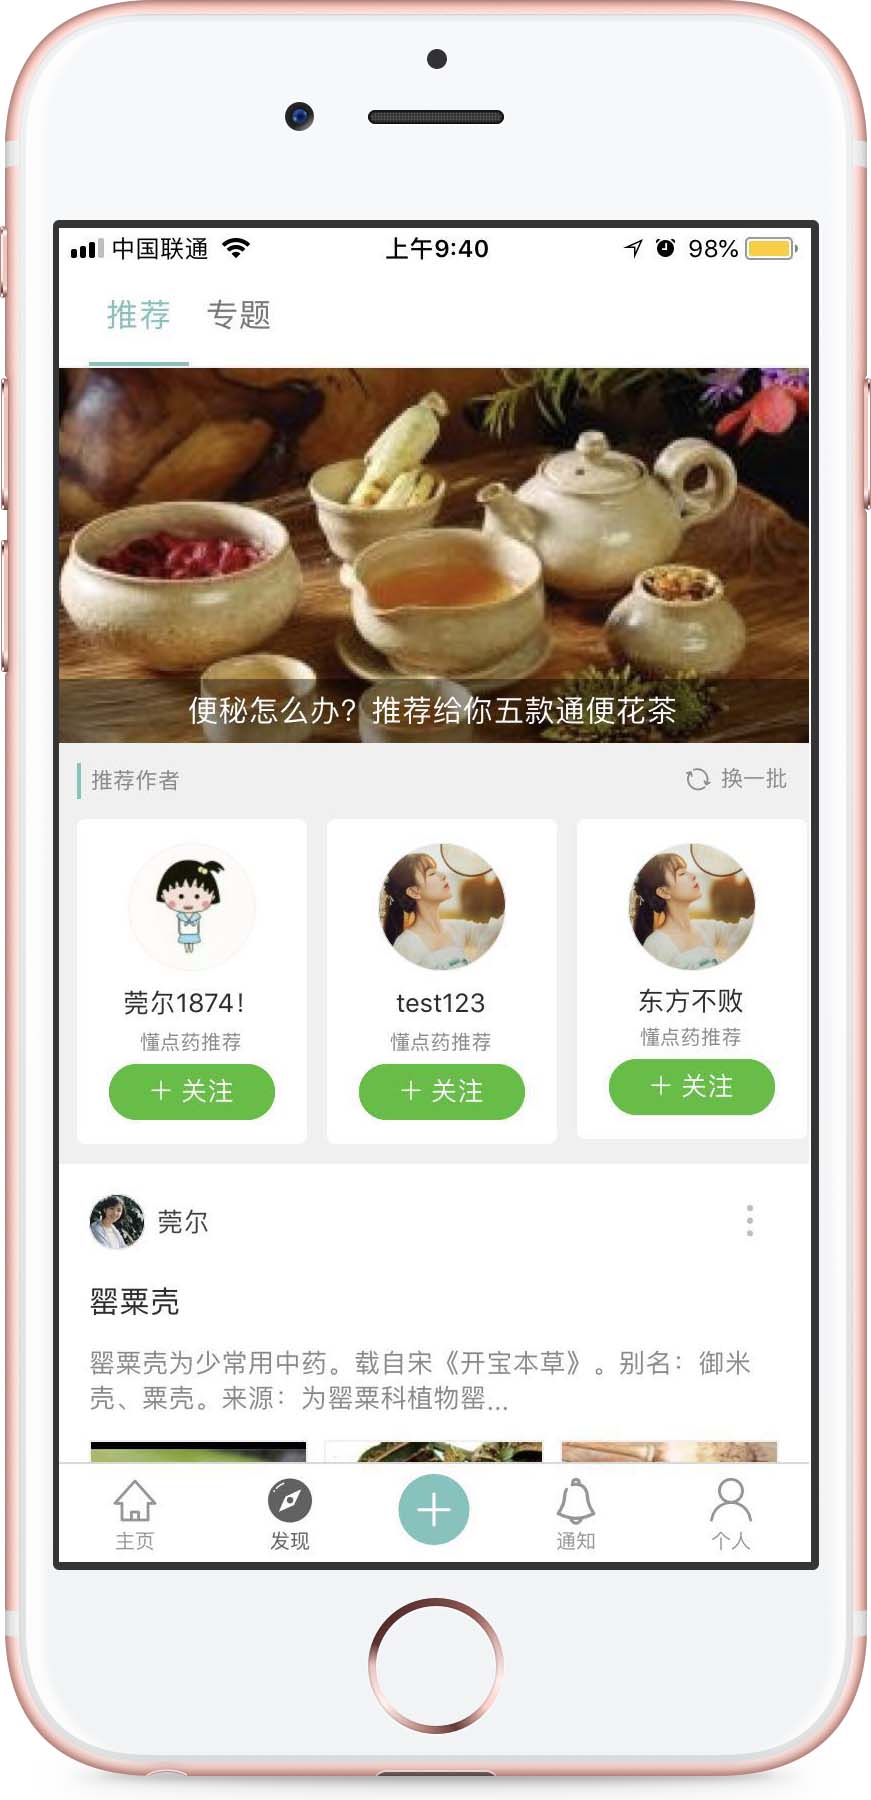 中国联通 上午9:40 98%
推荐 专题
便秘怎么办？推荐给你五款通便花茶
推荐作者 换一批
莞尔1874！ test123 东方不败
懂点药推荐 懂点药推荐 懂点药推荐
+ 关注 + 关注 + 关注
莞尔
罂粟壳
罂粟壳为少常用中药。载自宋《开宝本草》。别名：御米
壳、粟壳。来源：为罂粟科植物罂...
主页 发现 通知 个人